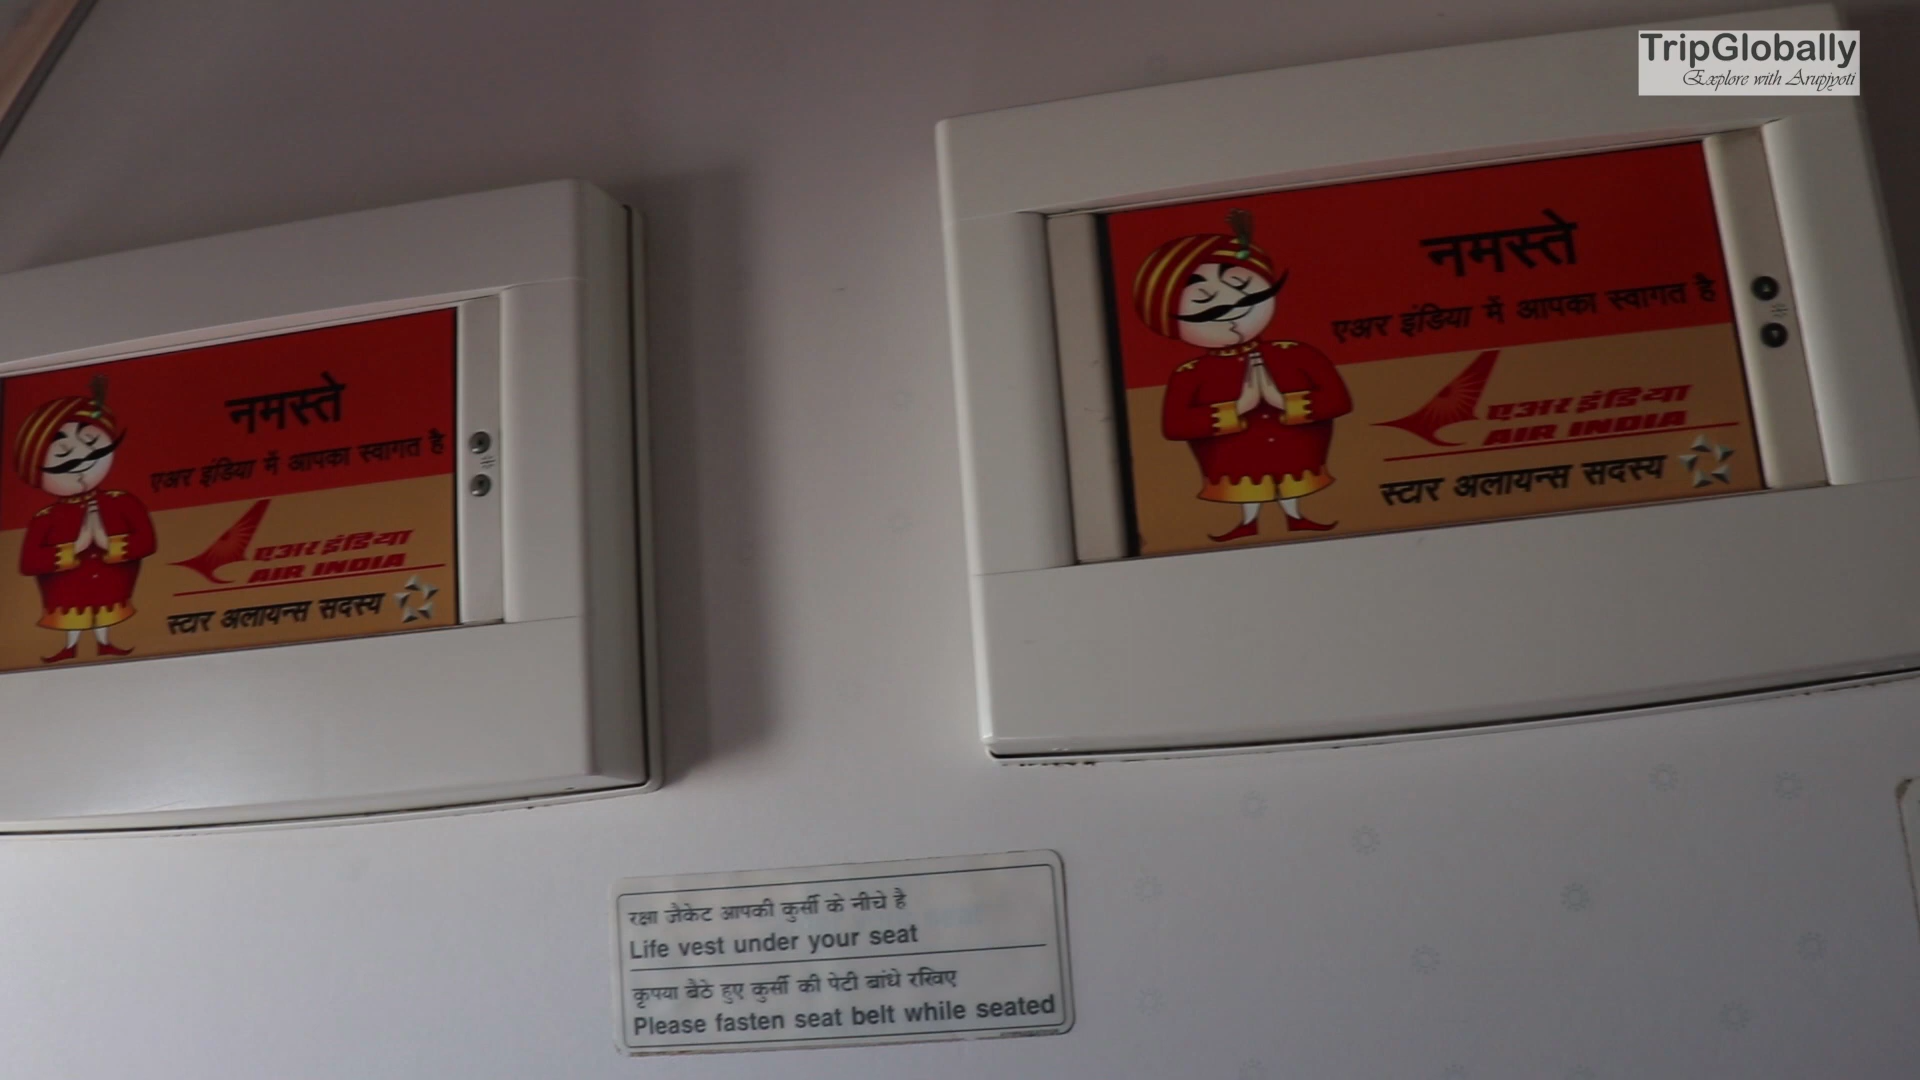 TripGlobally
Explore with Arupjyoti
नमस्ते
एअर इंडिया में आपका स्वागत है
एअर इंडिया
AIR INDIA
स्टार अलायन्स सदस्य
नमस्ते
एअर इंडिया में आपका स्वागत है
एअर इंडिया
AIR INDIA
स्टार अलायन्स सदस्य
रक्षा जैकेट आपकी कुर्सी के नीचे है
Life vest under your seat
कृपया बैठे हुए कुर्सी की पेटी बांधे रखिए
Please fasten seat belt while seated